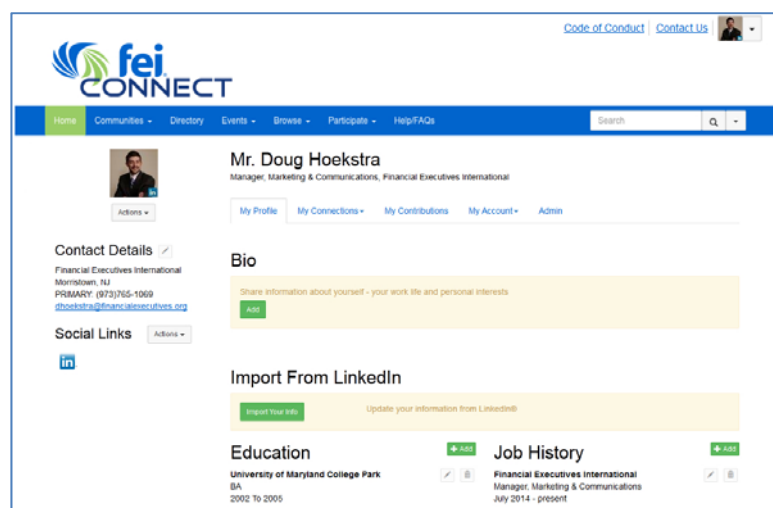 Code of Conduct Contact Us
fei
CONNECT
Home Communities Directory Events Browse Participate Help/FAQs Search
Mr. Doug Hoekstra
Manager, Marketing & Communications, Financial Executives International
Actions
My Profile My Connections My Contributions My Account Admin
Contact Details
Financial Executives International
Morristown, NJ
PRIMARY: (973)765-1069
dhoekstra@financialexecutives.org
Social Links Actions
in
Bio
Share information about yourself - your work life and personal interests
Add
Import From LinkedIn
Import Your Info Update your information from LinkedIn®
Education + Add
University of Maryland College Park
BA
2002 To 2005
Job History + Add
Financial Executives International
Manager, Marketing & Communications
July 2014 - present